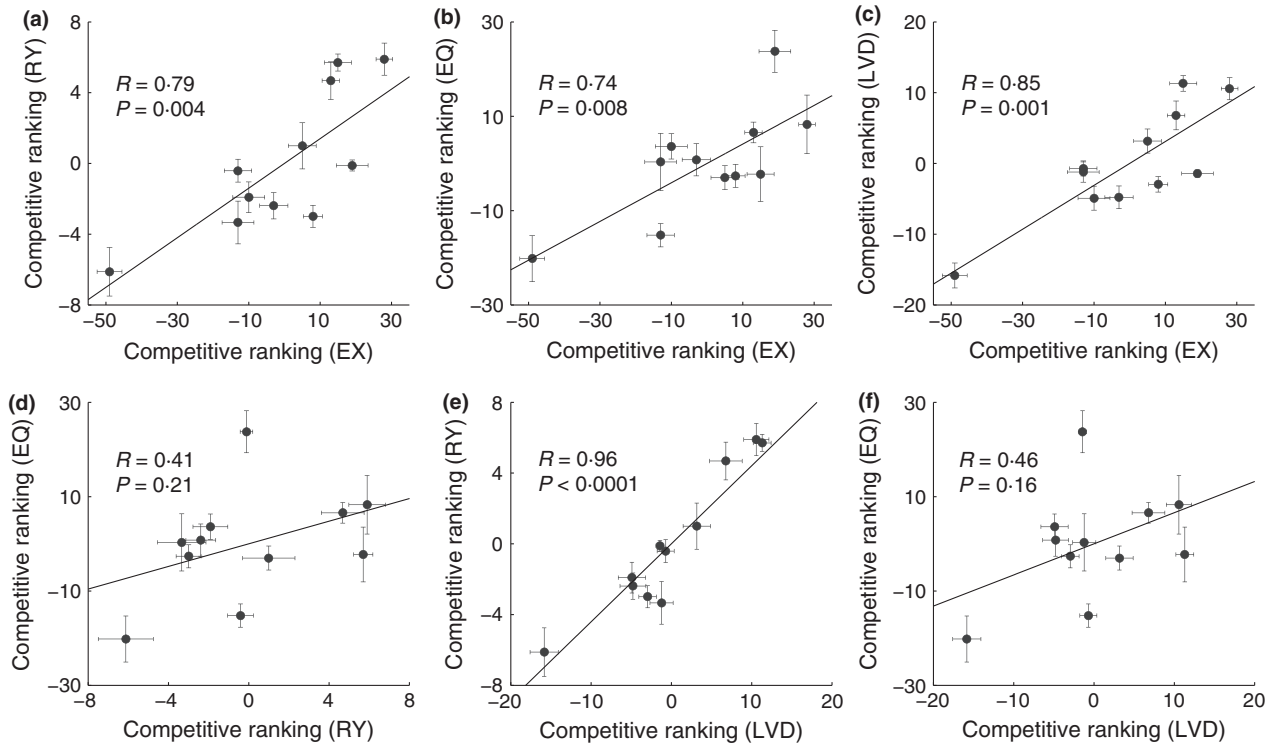 (a)
8
4
0
−4
−8
Competitive ranking (RY)
R = 0·79
P = 0·004
−50
−30
−10
10
30
Competitive ranking (EX)
(b)
30
10
−10
−30
Competitive ranking (EQ)
R = 0·74
P = 0·008
−50
−30
−10
10
30
Competitive ranking (EX)
(c)
20
10
0
−10
−20
Competitive ranking (LVD)
R = 0·85
P = 0·001
−50
−30
−10
10
30
Competitive ranking (EX)
(d)
30
10
−10
−30
Competitive ranking (EQ)
R = 0·41
P = 0·21
−8
−4
0
4
8
Competitive ranking (RY)
(e)
8
4
0
−4
−8
Competitive ranking (RY)
R = 0·96
P < 0·0001
−20
−10
0
10
20
Competitive ranking (LVD)
(f)
30
10
−10
−30
Competitive ranking (EQ)
R = 0·46
P = 0·16
−20
−10
0
10
20
Competitive ranking (LVD)